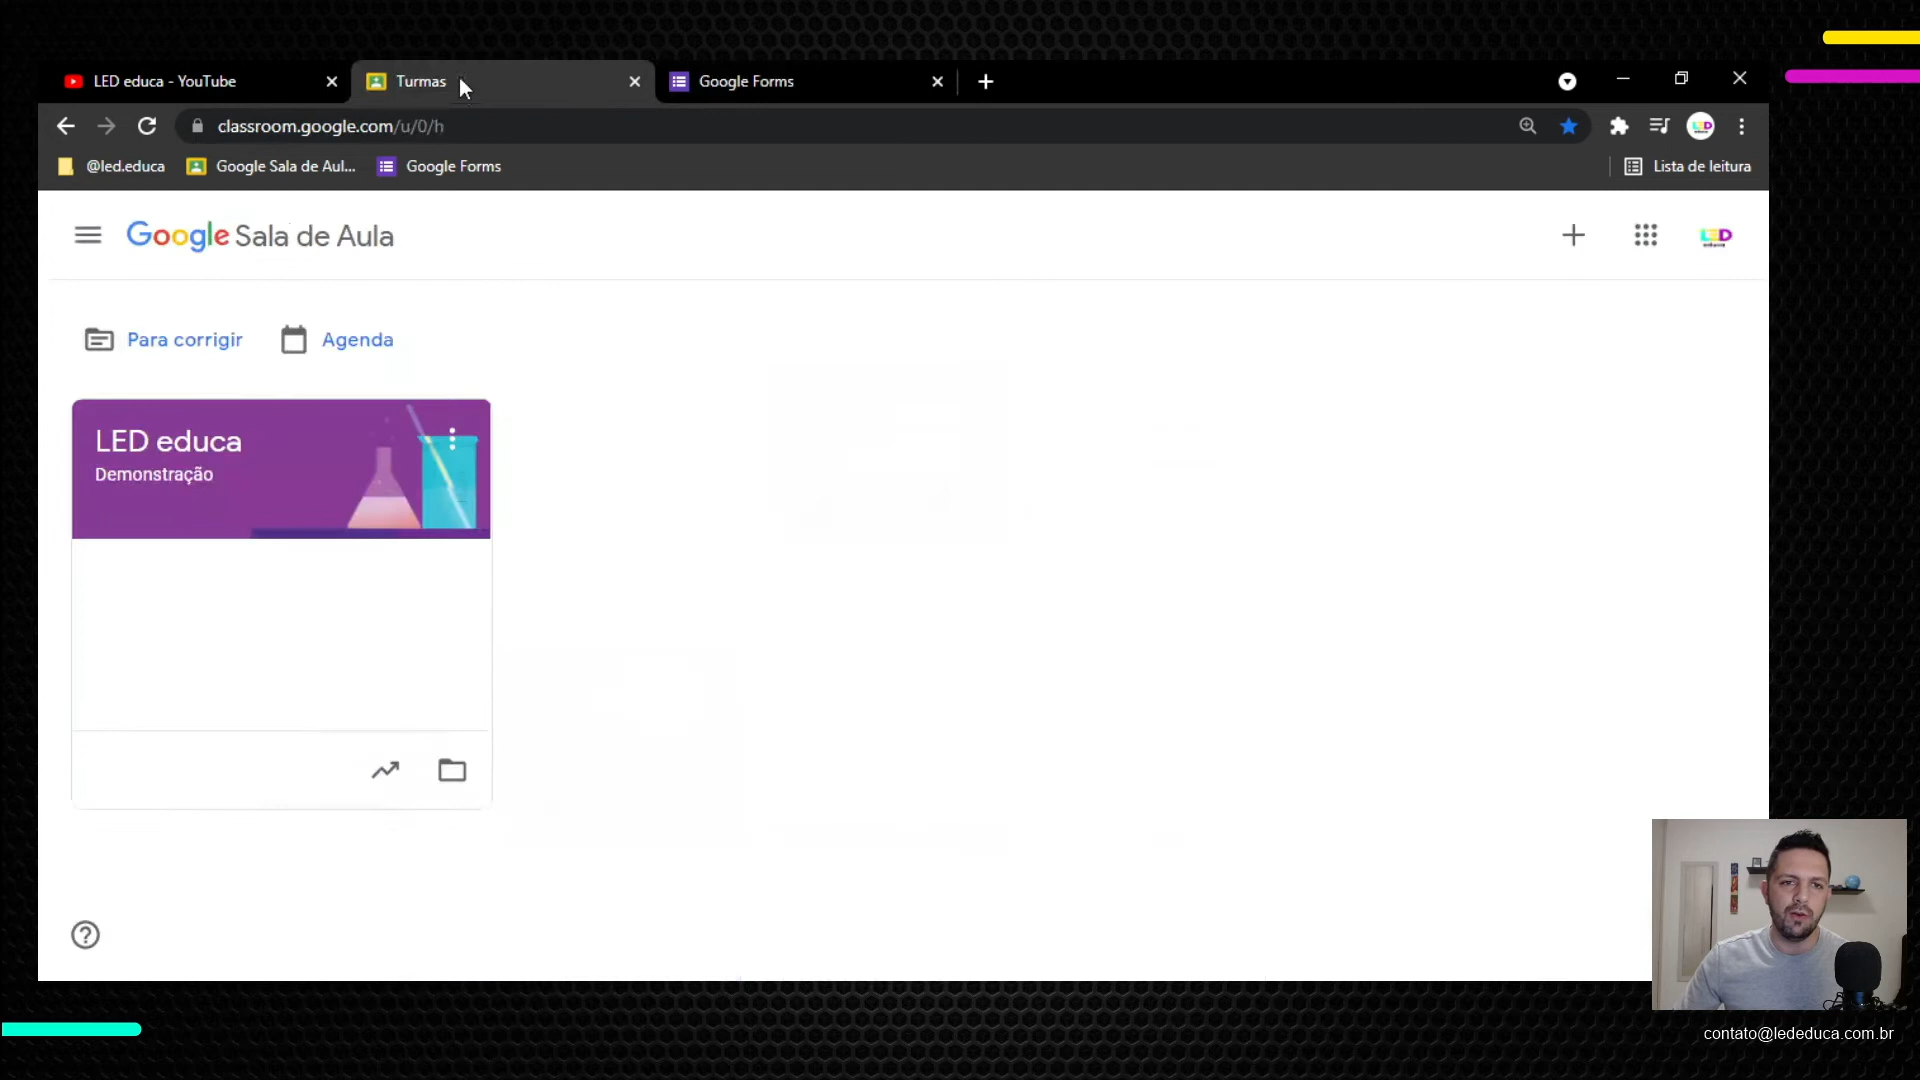 LED educa - YouTube
Turmas
Google Forms
classroom.google.com/u/0/h
@led.educa
Google Sala de Aul...
Google Forms
Lista de leitura
Google Sala de Aula
LED
Para corrigir
Agenda
LED educa
Demonstração
contato@lededuca.com.br